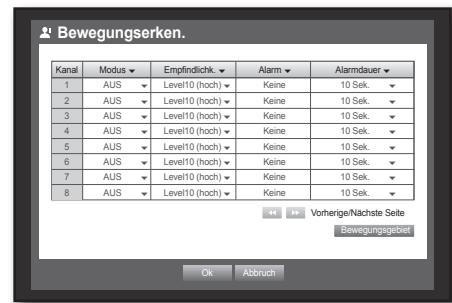 Bewegungserken.
Kanal Modus Empfindlichk. Alarm Alarmdauer
1 AUS Level10 (hoch) Keine 10 Sek.
2 AUS Level10 (hoch) Keine 10 Sek.
3 AUS Level10 (hoch) Keine 10 Sek.
4 AUS Level10 (hoch) Keine 10 Sek.
5 AUS Level10 (hoch) Keine 10 Sek.
6 AUS Level10 (hoch) Keine 10 Sek.
7 AUS Level10 (hoch) Keine 10 Sek.
8 AUS Level10 (hoch) Keine 10 Sek.
Vorherige/Nächste Seite
Bewegungsgebiet
Ok Abbruch